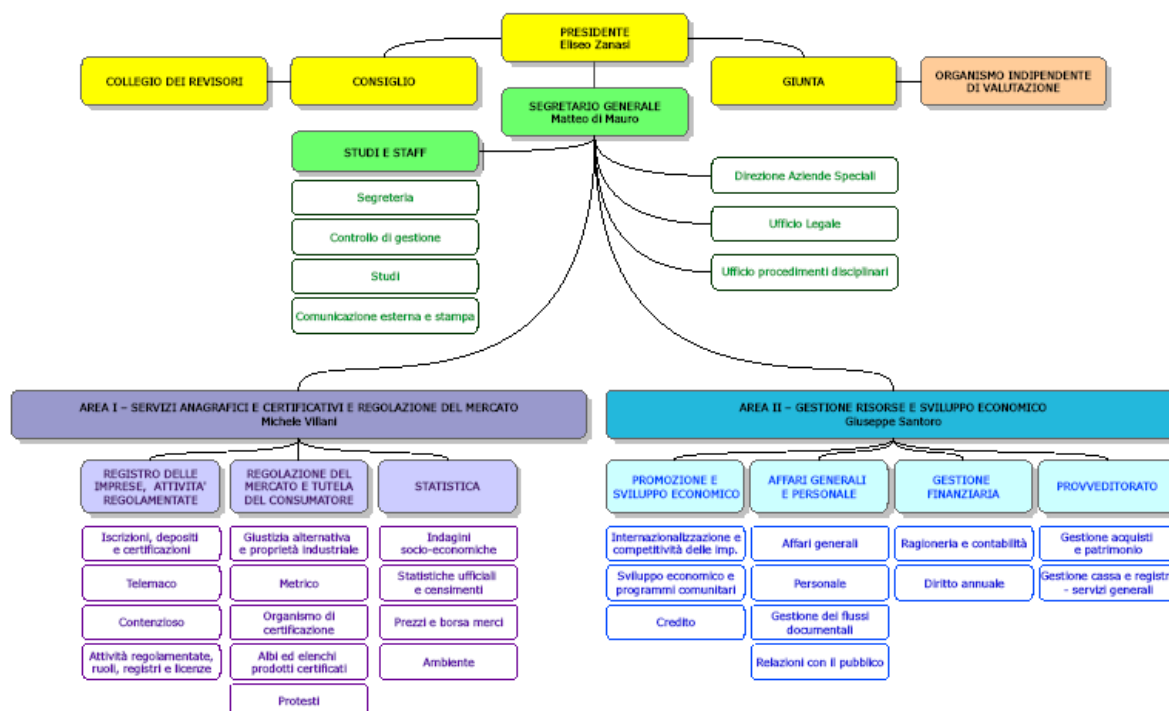 PRESIDENTE
Eliseo Zanasi
COLLEGIO DEI REVISORI
CONSIGLIO
GIUNTA
ORGANISMO INDIPENDENTE
DI VALUTAZIONE
SEGRETARIO GENERALE
Matteo di Mauro
STUDI E STAFF
Segreteria
Controllo di gestione
Studi
Comunicazione esterna e stampa
Direzione Aziende Speciali
Ufficio Legale
Ufficio procedimenti disciplinari
AREA I – SERVIZI ANAGRAFICI E CERTIFICATIVI E REGOLAZIONE DEL MERCATO
Michele Villani
REGISTRO DELLE
IMPRESE, ATTIVITA'
REGOLAMENTATE
Iscrizioni, depositi
e certificazioni
Telemaco
Contenzioso
Attività regolamentate,
ruoli, registri e licenze
REGOLAZIONE DEL
MERCATO E TUTELA
DEL CONSUMATORE
Giustizia alternativa
e proprietà industriale
Metrico
Organismo di
certificazione
Albi ed elenchi
prodotti certificati
Protesti
STATISTICA
Indagini
socio-economiche
Statistiche ufficiali
e censimenti
Prezzi e borsa merci
Ambiente
AREA II – GESTIONE RISORSE E SVILUPPO ECONOMICO
Giuseppe Santoro
PROMOZIONE E
SVILUPPO ECONOMICO
Internazionalizzazione e
competitività delle imp.
Sviluppo economico e
programmi comunitari
Credito
AFFARI GENERALI
E PERSONALE
Affari generali
Personale
Gestione dei flussi
documentali
Relazioni con il pubblico
GESTIONE
FINANZIARIA
Ragioneria e contabilità
Diritto annuale
PROVVEDITORATO
Gestione acquisti
e patrimonio
Gestione cassa e registri
- servizi generali